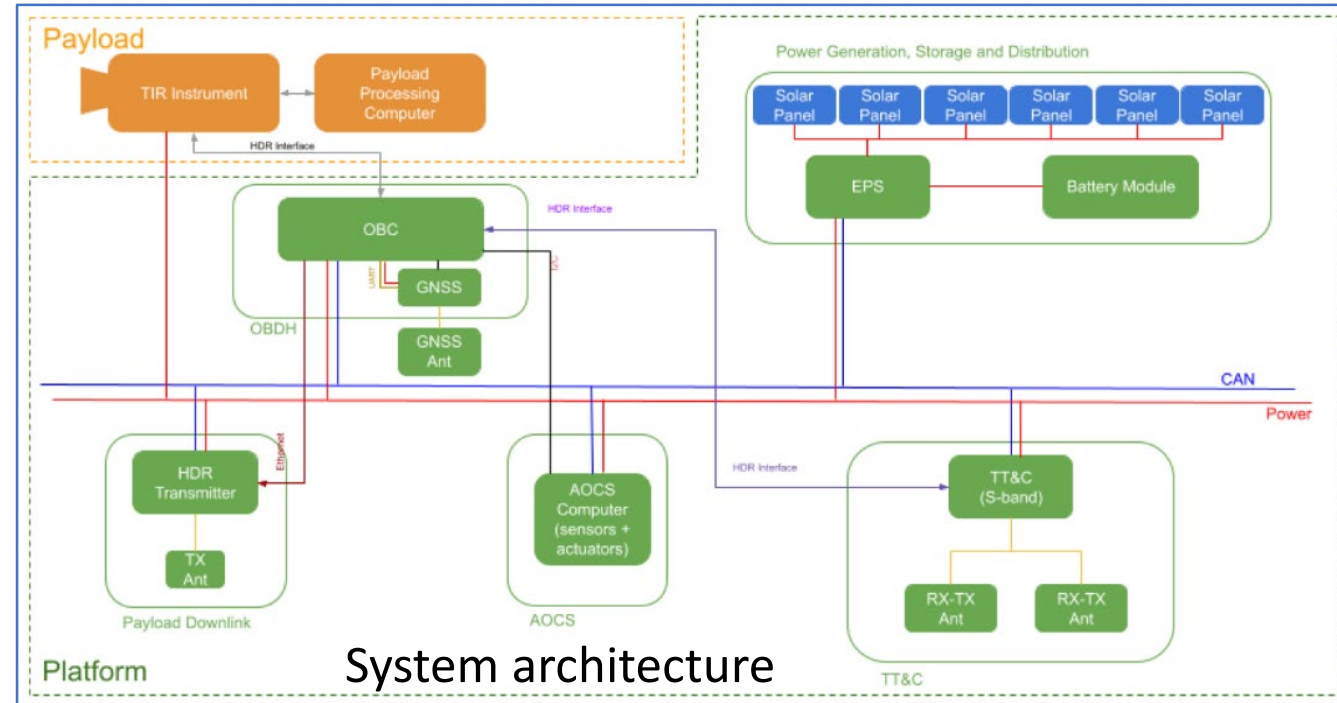 Payload
TIR Instrument
Payload
Processing
Computer
HDR Interface
Power Generation, Storage and Distribution
Solar
Panel
Solar
Panel
Solar
Panel
Solar
Panel
Solar
Panel
Solar
Panel
EPS
Battery Module
OBC
HDR Interface
UART
I2C
GNSS
OBDH
GNSS
Ant
CAN
Power
Ethernet
HDR
Transmitter
TX
Ant
Payload Downlink
AOCS
Computer
(sensors +
actuators)
AOCS
HDR Interface
TT&C
(S-band)
RX-TX
Ant
RX-TX
Ant
TT&C
Platform
System architecture